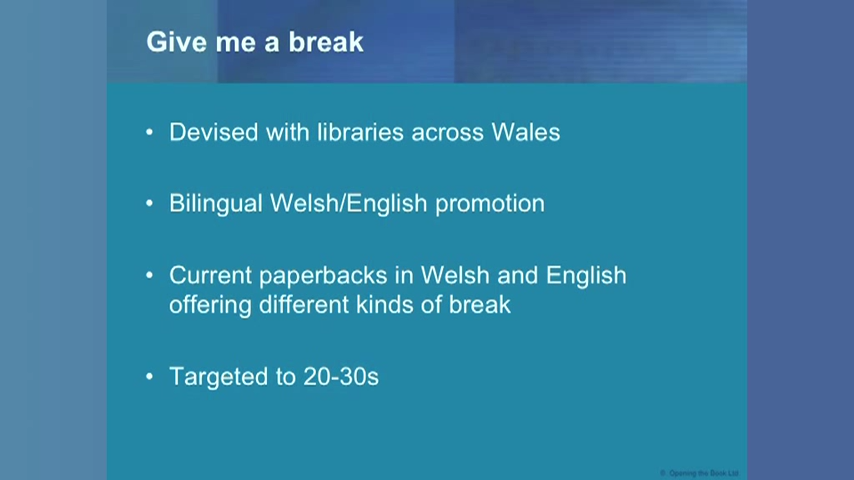 Give me a break
• Devised with libraries across Wales
• Bilingual Welsh/English promotion
• Current paperbacks in Welsh and English
offering different kinds of break
• Targeted to 20-30s
© Opening the Book Ltd